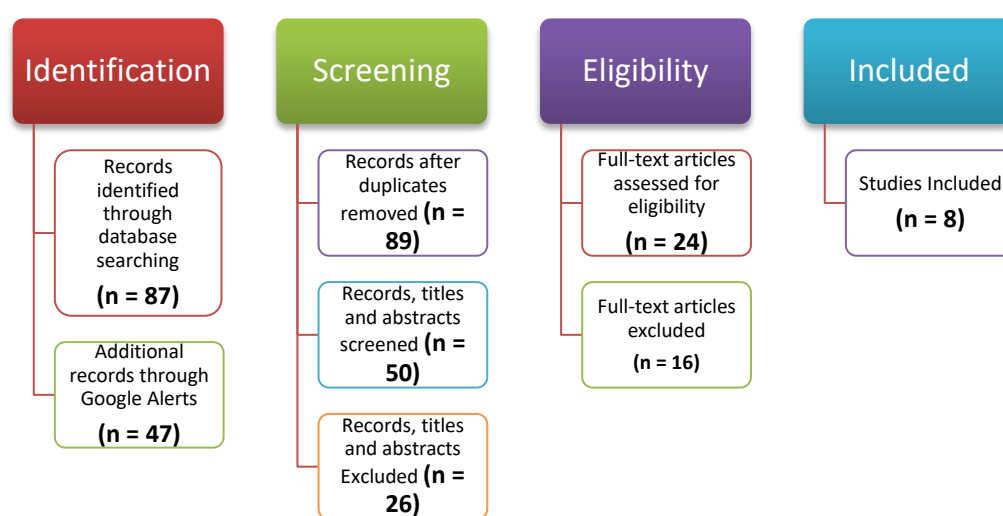 Identification
Records
identified
through
database
searching
(n = 87)
Additional
records through
Google Alerts
(n = 47)
Screening
Records after
duplicates
removed (n =
89)
Records, titles
and abstracts
screened (n =
50)
Records, titles
and abstracts
Excluded (n =
26)
Eligibility
Full-text articles
assessed for
eligibility
(n = 24)
Full-text articles
excluded
(n = 16)
Included
Studies Included
(n = 8)